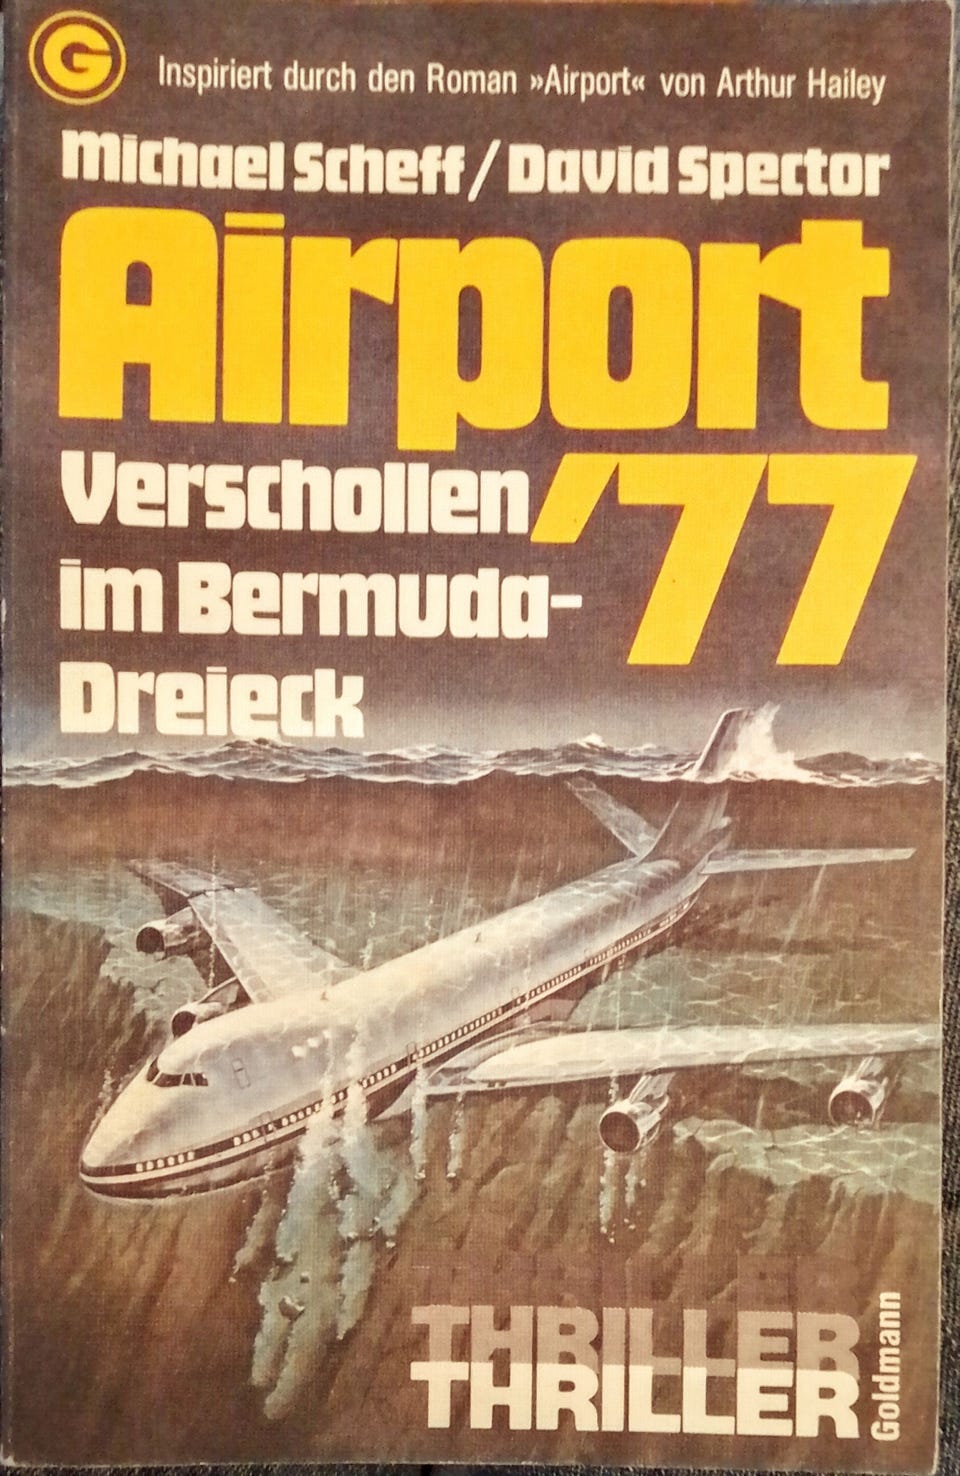 G
Inspiriert durch den Roman »Airport« von Arthur Hailey
Michael Scheff/David Spector
Airport
'77
Verschollen
im Bermuda-
Dreieck
THRILLER
THRILLER
THRILLER
Goldmann